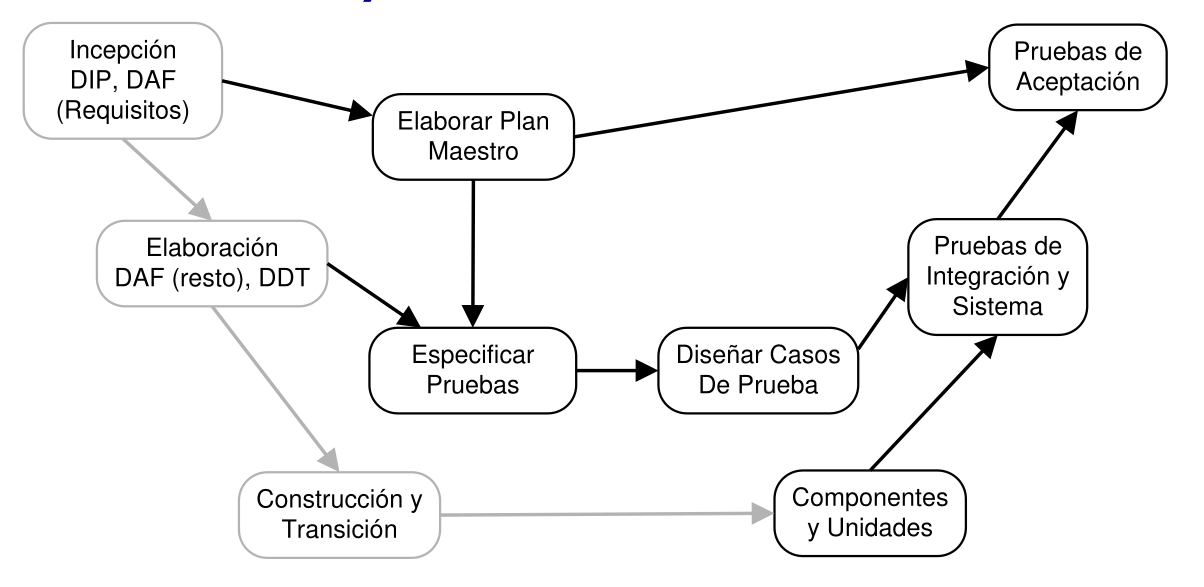 Incepción
DIP, DAF
(Requisitos)
Elaborar Plan
Maestro
Pruebas de
Aceptación
Elaboración
DAF (resto), DDT
Pruebas de
Integración y
Sistema
Especificar
Pruebas
Diseñar Casos
De Prueba
Construcción y
Transición
Componentes
y Unidades